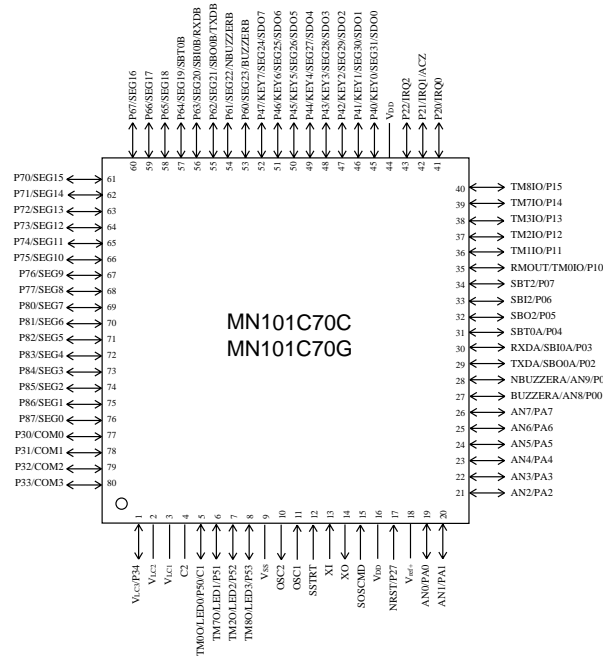 P67/SEG16
P66/SEG17
P65/SEG18
P64/SEG19/SBT0B
P63/SEG20/SBI0B/RXDB
P62/SEG21/SBO0B/TXDB
P61/SEG22/NBUZZERB
P60/SEG23/BUZZERB
P47/KEY7/SEG24/SDO7
P46/KEY6/SEG25/SDO6
P45/KEY5/SEG26/SDO5
P44/KEY4/SEG27/SDO4
P43/KEY3/SEG28/SDO3
P42/KEY2/SEG29/SDO2
P41/KEY1/SEG30/SDO1
P40/KEY0/SEG31/SDO0
VDD
P22/IRQ2
P21/IRQ1/ACZ
P20/IRQ0
60 59 58 57 56 55 54 53 52 51 50 49 48 47 46 45 44 43 42 41
P70/SEG15 61
P71/SEG14 62
P72/SEG13 63
P73/SEG12 64
P74/SEG11 65
P75/SEG10 66
P76/SEG9 67
P77/SEG8 68
P80/SEG7 69
P81/SEG6 70
P82/SEG5 71
P83/SEG4 72
P84/SEG3 73
P85/SEG2 74
P86/SEG1 75
P87/SEG0 76
P30/COM0 77
P31/COM1 78
P32/COM2 79
P33/COM3 80
MN101C70C
MN101C70G
40 TM8IO/P15
39 TM7IO/P14
38 TM3IO/P13
37 TM2IO/P12
36 TM1IO/P11
35 RMOUT/TM0IO/P10
34 SBT2/P07
33 SBI2/P06
32 SBO2/P05
31 SBT0A/P04
30 RXDA/SBI0A/P03
29 TXDA/SBO0A/P02
28 NBUZZERA/AN9/P0
27 BUZZERA/AN8/P00
26 AN7/PA7
25 AN6/PA6
24 AN5/PA5
23 AN4/PA4
22 AN3/PA3
21 AN2/PA2
1 2 3 4 5 6 7 8 9 10 11 12 13 14 15 16 17 18 19 20
VLC3/P34
VLC2
VLC1
C2
TM0O/LED0/P50/C1
TM7O/LED1/P51
TM2O/LED2/P52
TM8O/LED3/P53
VSS
OSC2
OSC1
SSTRT
XI
XO
SOSCMD
VDD
NRST/P27
Vref+
AN0/PA0
AN1/PA1